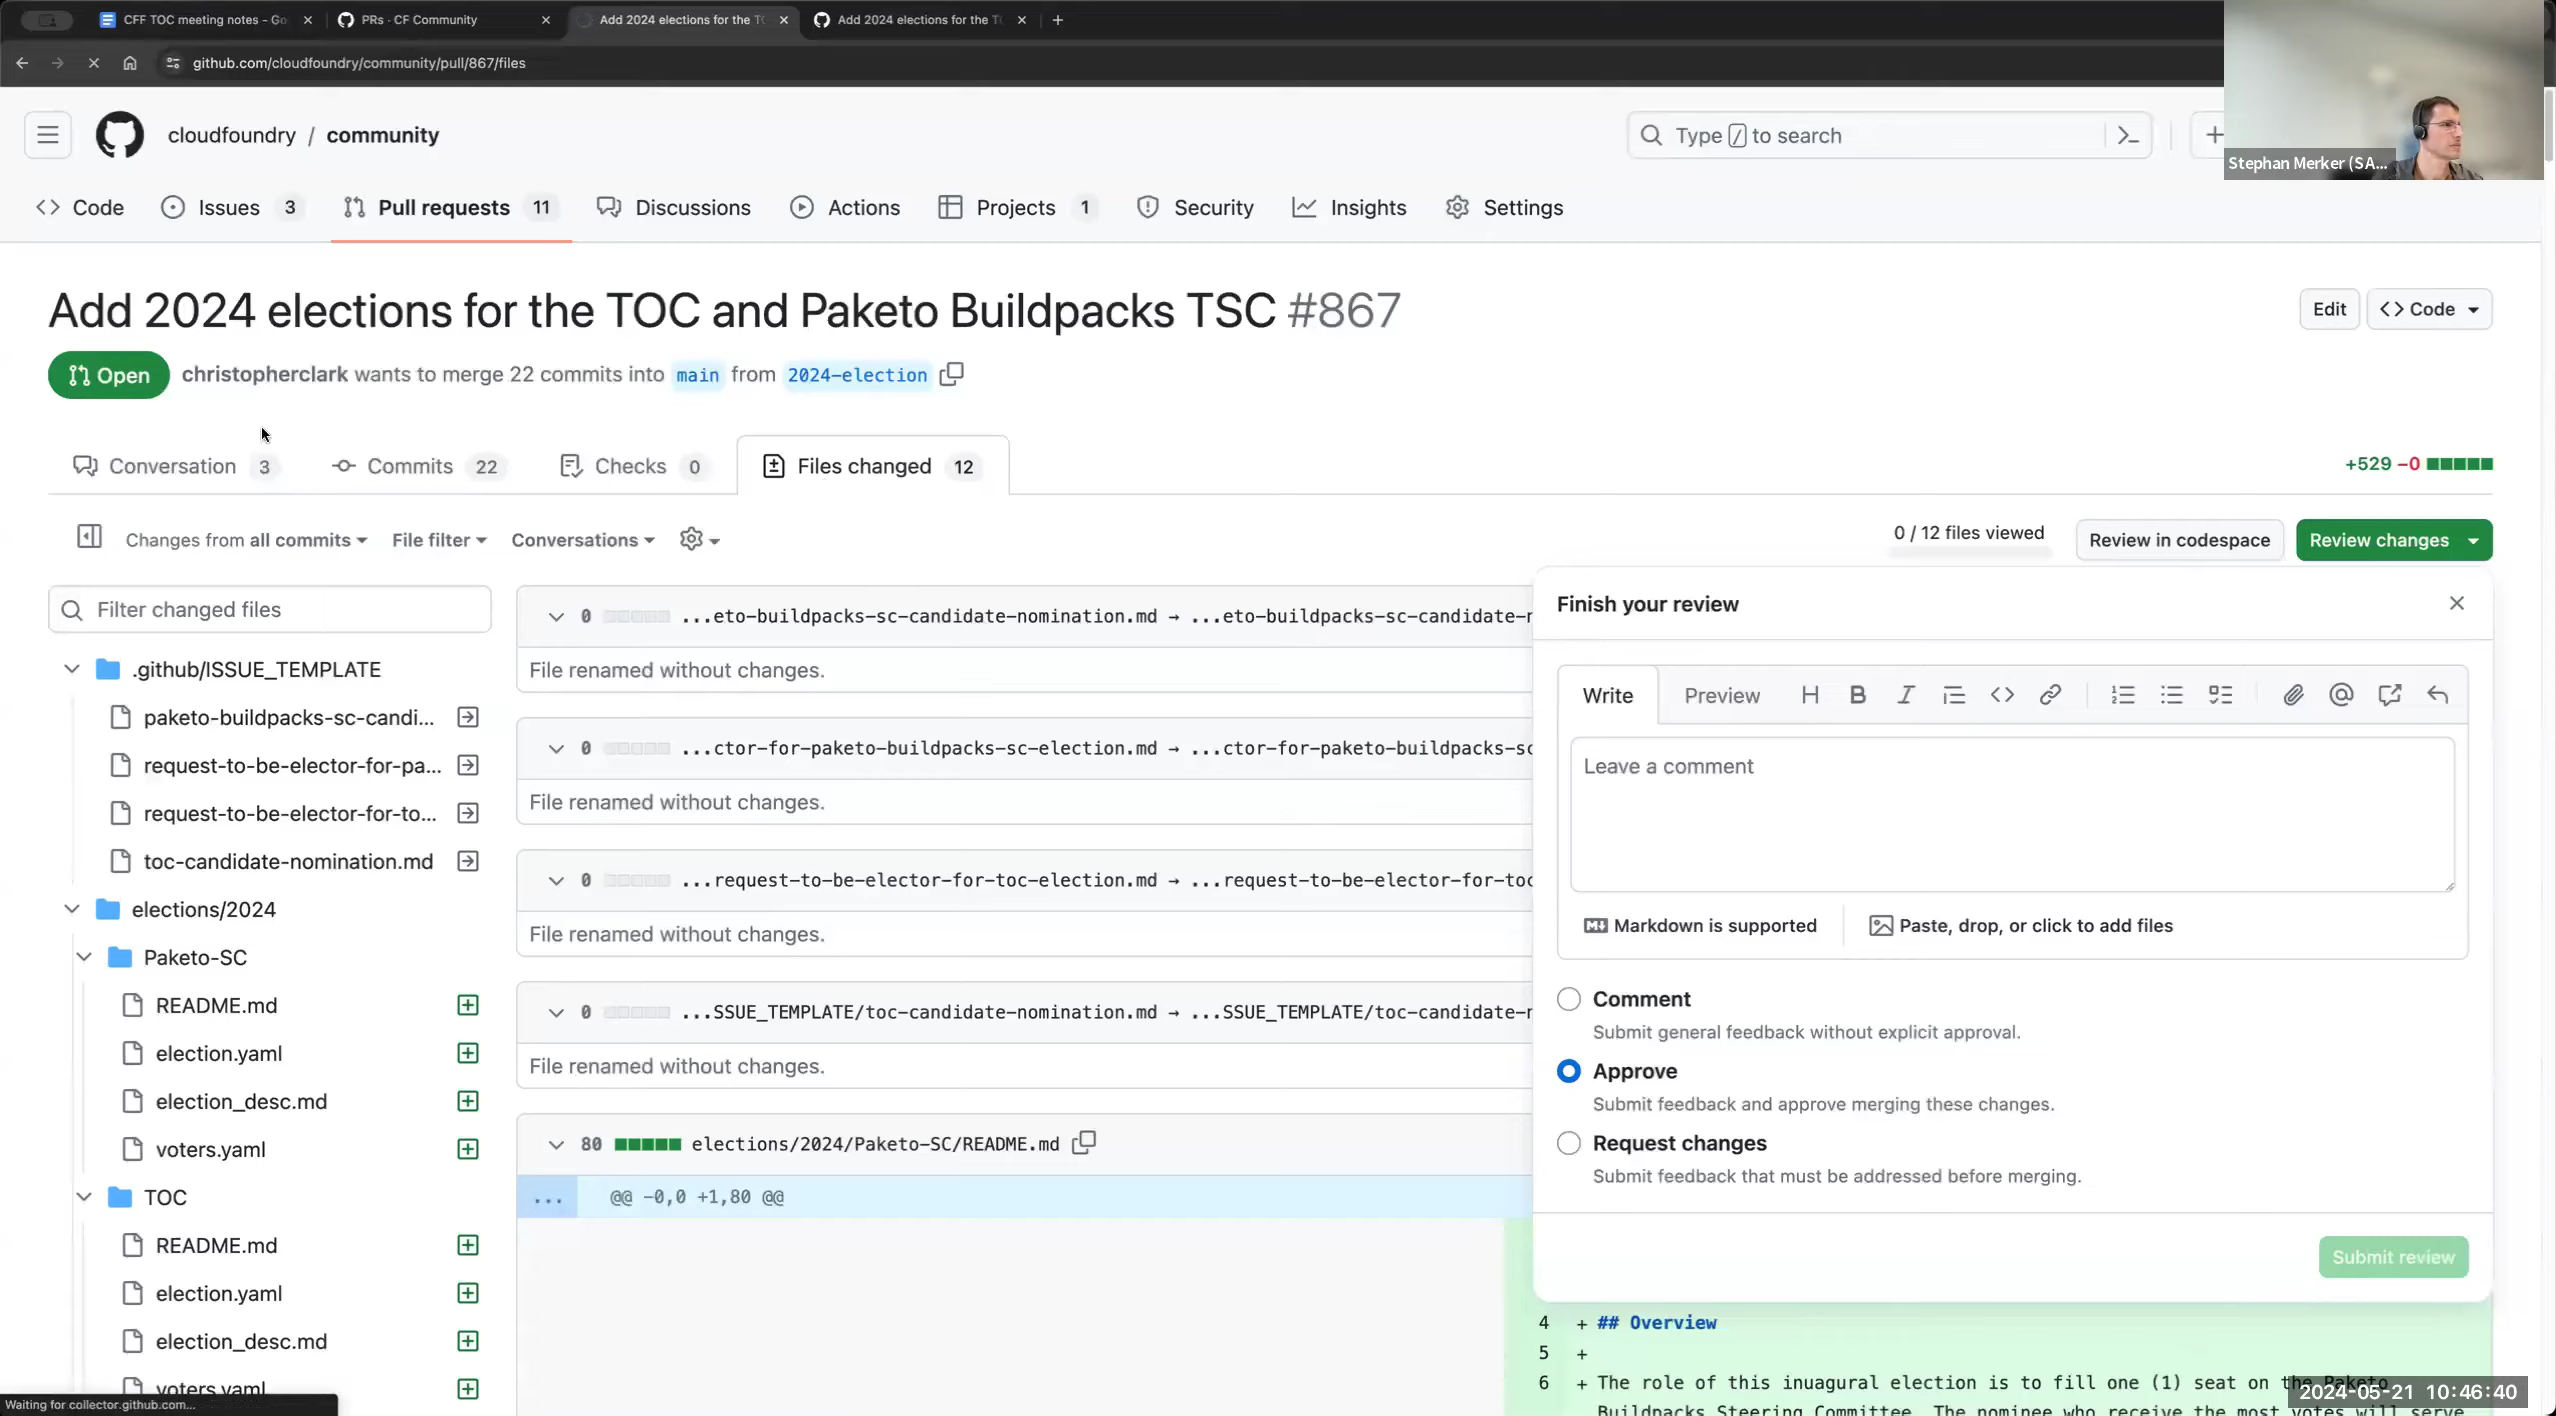 CFF TOC meeting notes - Go
PRs · CF Community
Add 2024 elections for the TO
Add 2024 elections for the TO
github.com/cloudfoundry/community/pull/867/files
Stephan Merker (SA...
cloudfoundry / community
Type / to search
Code
Issues 3
Pull requests 11
Discussions
Actions
Projects 1
Security
Insights
Settings
Add 2024 elections for the TOC and Paketo Buildpacks TSC #867
Edit
<> Code
Open
christopherclark wants to merge 22 commits into main from 2024-election
Conversation 3
Commits 22
Checks 0
Files changed 12
+529 −0
Changes from all commits
File filter
Conversations
0 / 12 files viewed
Review in codespace
Review changes
Filter changed files
.github/ISSUE_TEMPLATE
paketo-buildpacks-sc-candi...
request-to-be-elector-for-pa...
request-to-be-elector-for-to...
toc-candidate-nomination.md
elections/2024
Paketo-SC
README.md
election.yaml
election_desc.md
voters.yaml
TOC
README.md
election.yaml
election_desc.md
voters.yaml
0 ...eto-buildpacks-sc-candidate-nomination.md → ...eto-buildpacks-sc-candidate-n
File renamed without changes.
0 ...ctor-for-paketo-buildpacks-sc-election.md → ...ctor-for-paketo-buildpacks-sc
File renamed without changes.
0 ...request-to-be-elector-for-toc-election.md → ...request-to-be-elector-for-toc
File renamed without changes.
0 ...SSUE_TEMPLATE/toc-candidate-nomination.md → ...SSUE_TEMPLATE/toc-candidate-n
File renamed without changes.
80 elections/2024/Paketo-SC/README.md
... @@ -0,0 +1,80 @@
Finish your review
Write
Preview
Leave a comment
Markdown is supported
Paste, drop, or click to add files
Comment
Submit general feedback without explicit approval.
Approve
Submit feedback and approve merging these changes.
Request changes
Submit feedback that must be addressed before merging.
Submit review
4 + ## Overview
5 +
6 + The role of this inuagural election is to fill one (1) seat on the Paketo
Buildpacks Steering Committee. The nominee who receive the most votes will serve
Waiting for collector.github.com...
2024-05-21 10:46:40